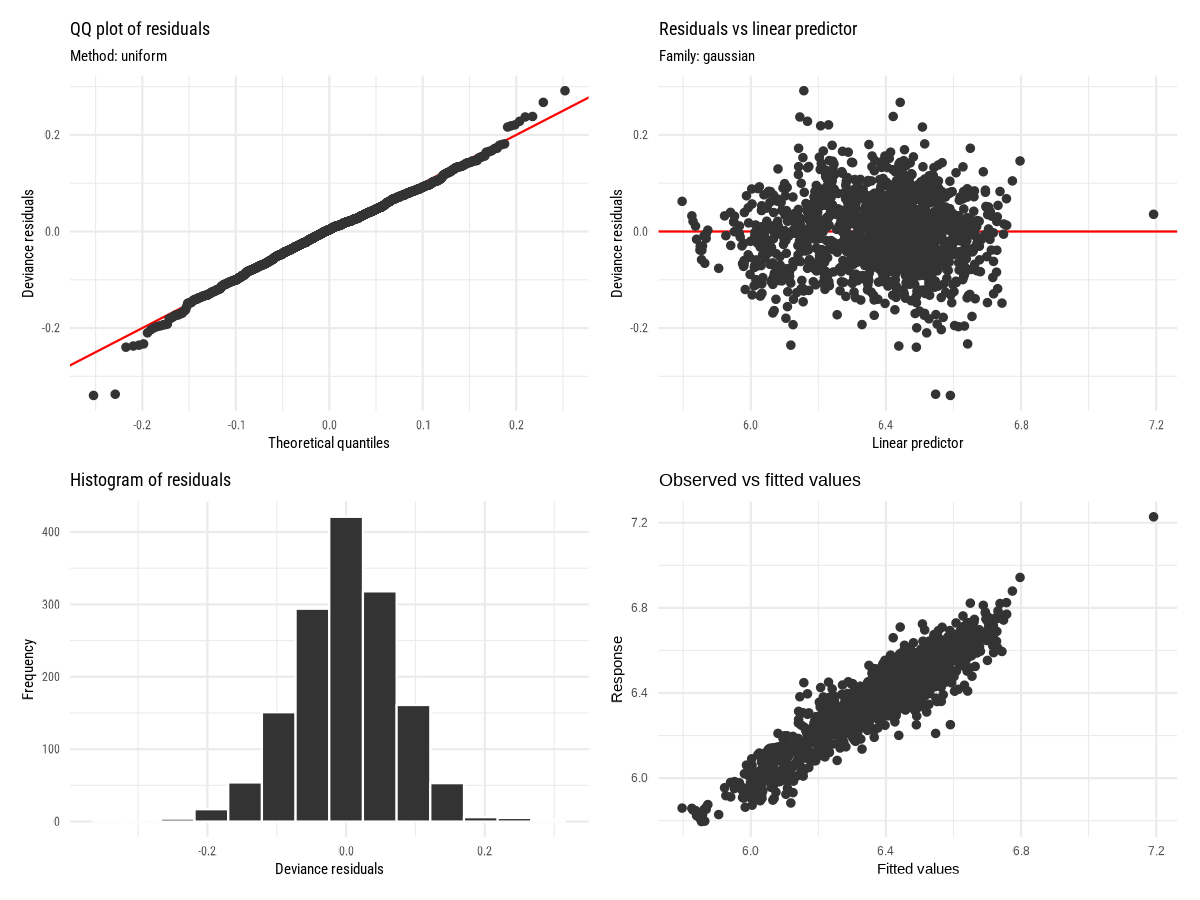 QQ plot of residuals
Method: uniform
Deviance residuals
0.2
0.0
-0.2
-0.2
-0.1
0.0
0.1
0.2
Theoretical quantiles
Residuals vs linear predictor
Family: gaussian
Deviance residuals
0.2
0.0
-0.2
6.0
6.4
6.8
7.2
Linear predictor
Histogram of residuals
Frequency
400
300
200
100
0
-0.2
0.0
0.2
Deviance residuals
Observed vs fitted values
Response
7.2
6.8
6.4
6.0
6.0
6.4
6.8
7.2
Fitted values